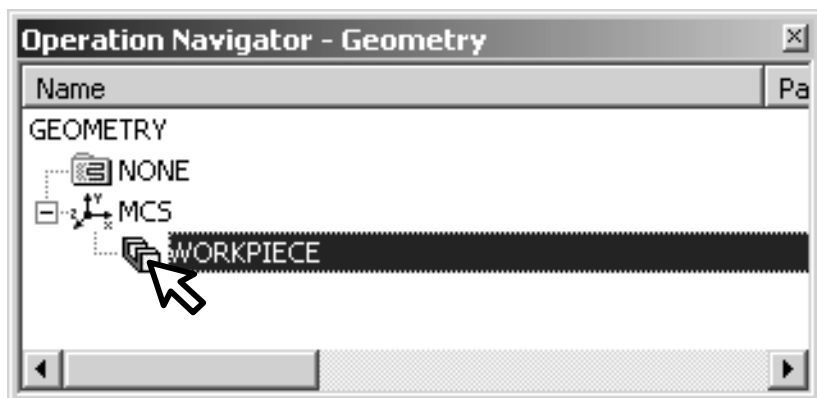 Operation Navigator - Geometry
Name Pa
GEOMETRY
NONE
MCS
WORKPIECE